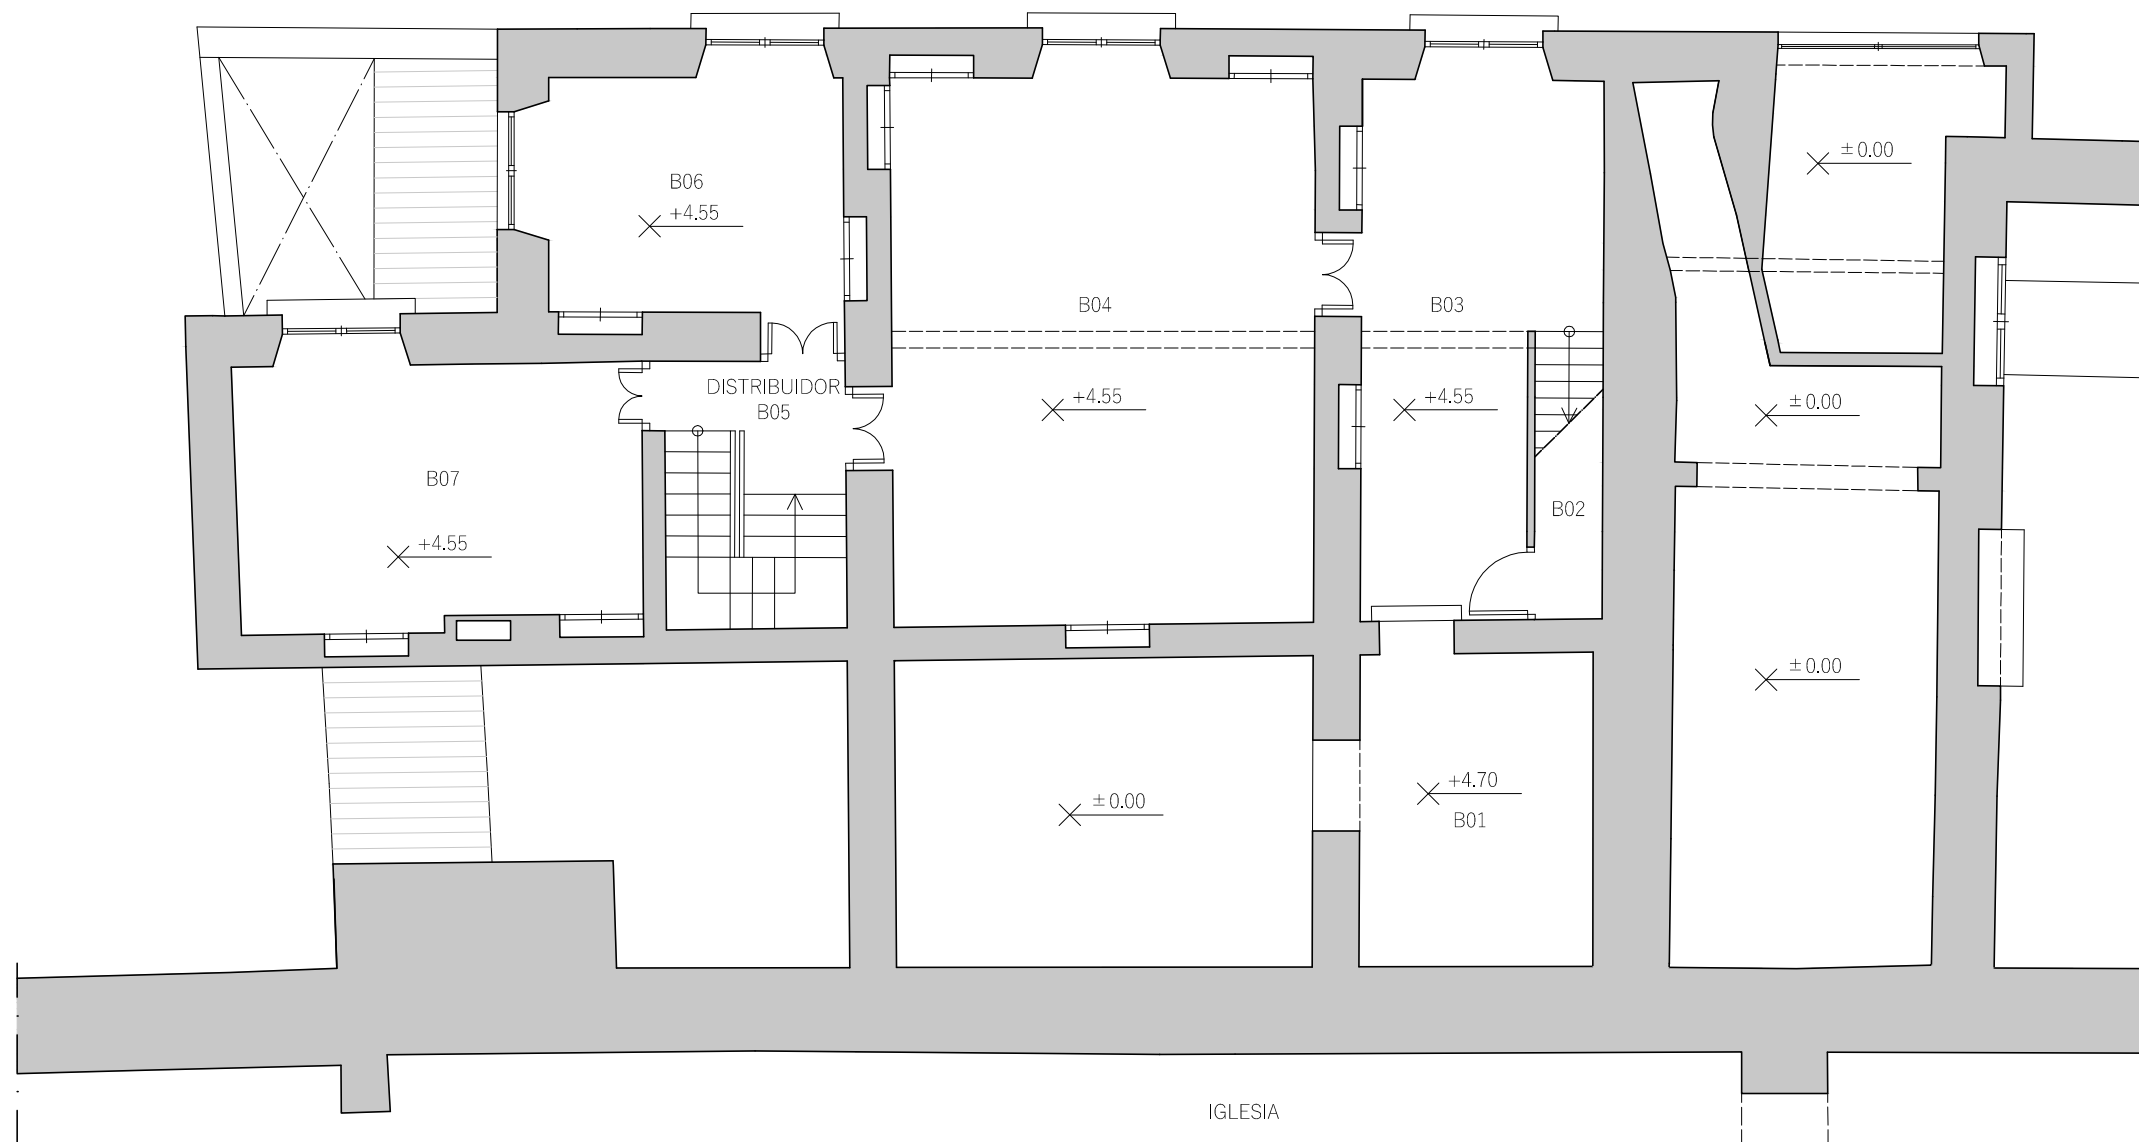 ±0.00
B06
+4.55
B04
B03
DISTRIBUIDOR
B05
+4.55
+4.55
±0.00
B07
B02
+4.55
±0.00
+4.70
±0.00
B01
IGLESIA